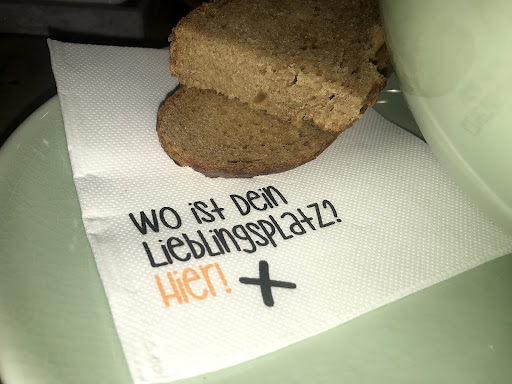 Wo ist Dein
Lieblingsplatz?
Hier! X